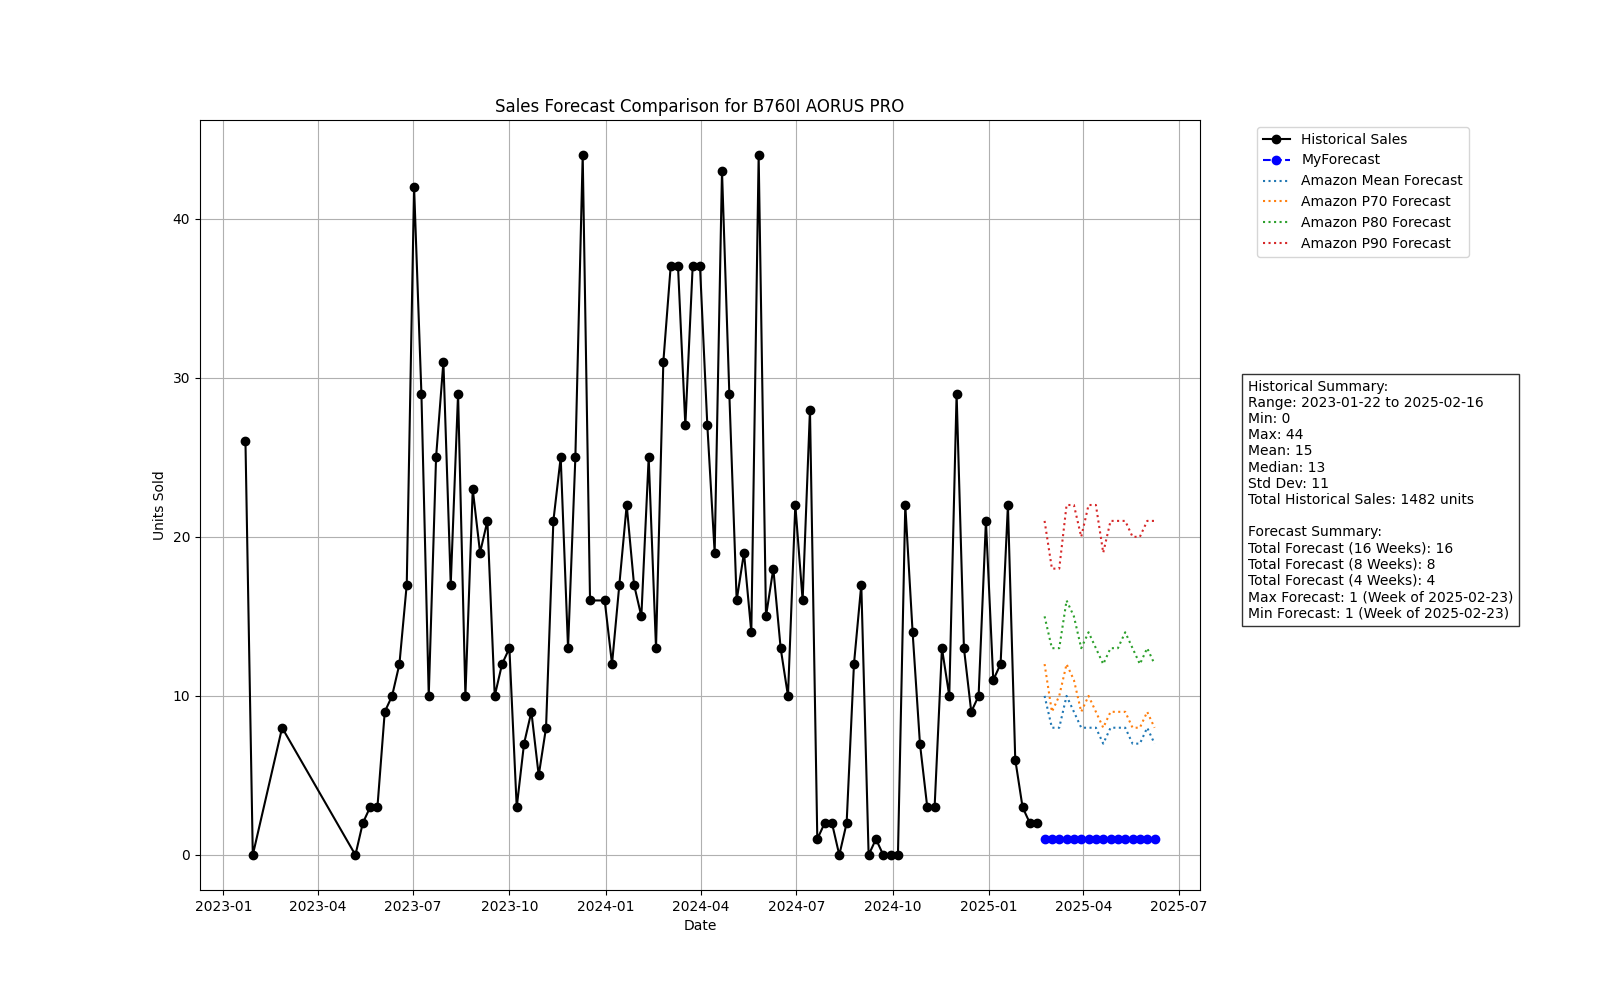 Sales Forecast Comparison for B760I AORUS PRO
Units Sold
40
30
20
10
0
2023-01
2023-04
2023-07
2023-10
2024-01
2024-04
2024-07
2024-10
2025-01
2025-04
2025-07
Date
Historical Sales
MyForecast
Amazon Mean Forecast
Amazon P70 Forecast
Amazon P80 Forecast
Amazon P90 Forecast
Historical Summary:
Range: 2023-01-22 to 2025-02-16
Min: 0
Max: 44
Mean: 15
Median: 13
Std Dev: 11
Total Historical Sales: 1482 units
Forecast Summary:
Total Forecast (16 Weeks): 16
Total Forecast (8 Weeks): 8
Total Forecast (4 Weeks): 4
Max Forecast: 1 (Week of 2025-02-23)
Min Forecast: 1 (Week of 2025-02-23)